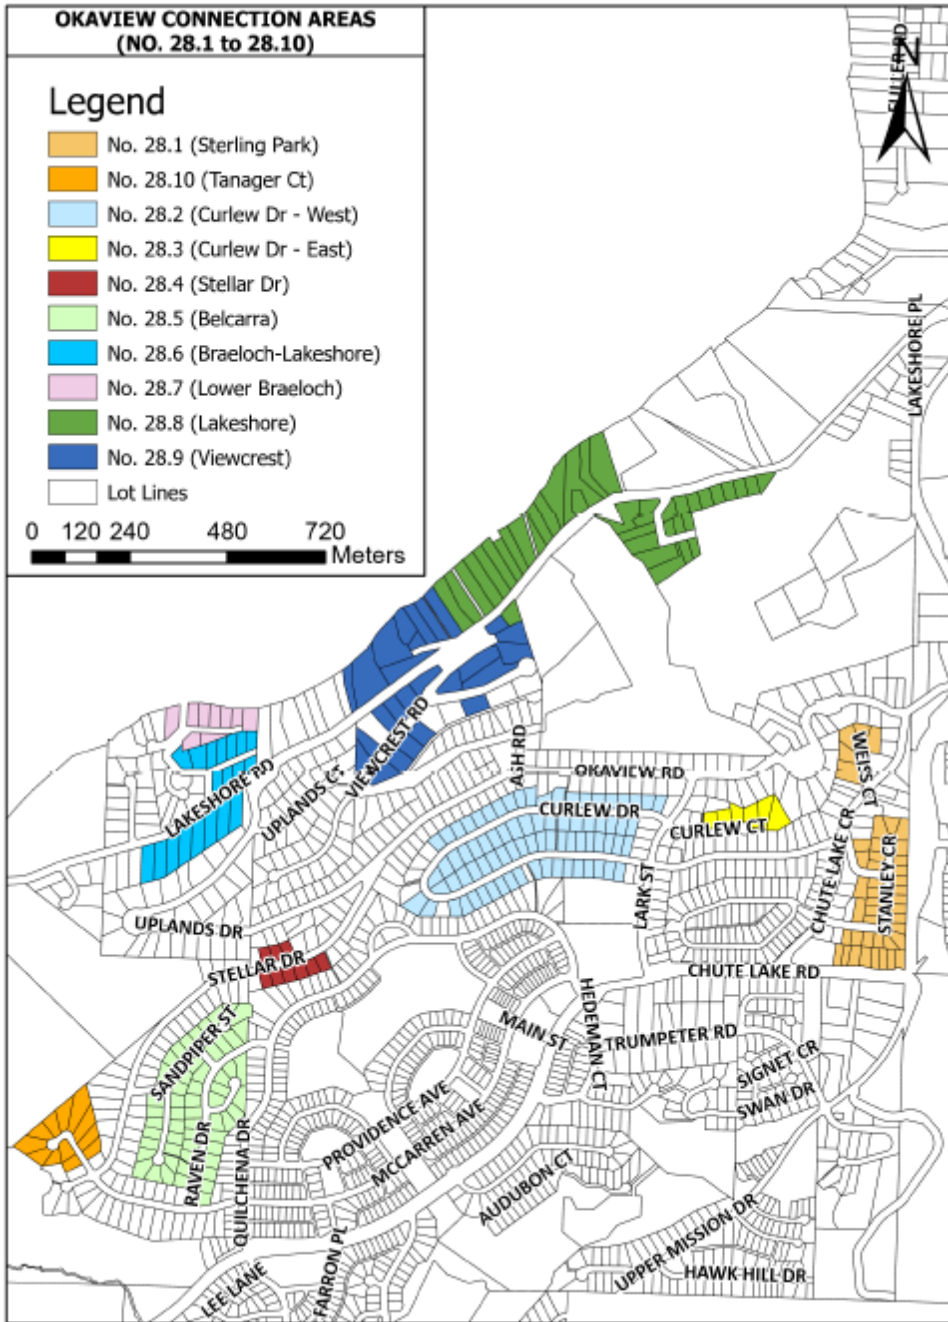 OKAVIEW CONNECTION AREAS
(NO. 28.1 to 28.10)
Legend
No. 28.1 (Sterling Park)
No. 28.10 (Tanager Ct)
No. 28.2 (Curlew Dr - West)
No. 28.3 (Curlew Dr - East)
No. 28.4 (Stellar Dr)
No. 28.5 (Belcarra)
No. 28.6 (Braeloch-Lakeshore)
No. 28.7 (Lower Braeloch)
No. 28.8 (Lakeshore)
No. 28.9 (Viewcrest)
Lot Lines
0 120 240 480 720
Meters
N
FULLER RD
LAKESHORE PL
VIEWCREST RD
ASH RD
WEISS CT
OKAVIEW RD
LAKESHORE RD
UPLANDS CT
CURLEW DR
CURLEW CT
CHUTE LAKE CR
STANLEY CR
LARK ST
UPLANDS DR
STELLAR DR
CHUTE LAKE RD
HEDEMAN CT
MAIN ST
TRUMPETER RD
SANDPIPER ST
SIGNET CR
SWAN DR
PROVIDENCE AVE
MCCARREN AVE
RAVEN DR
QUILCHENA DR
AUDUBON CT
UPPER MISSION DR
HAWK HILL DR
FARRON PL
LEE LANE